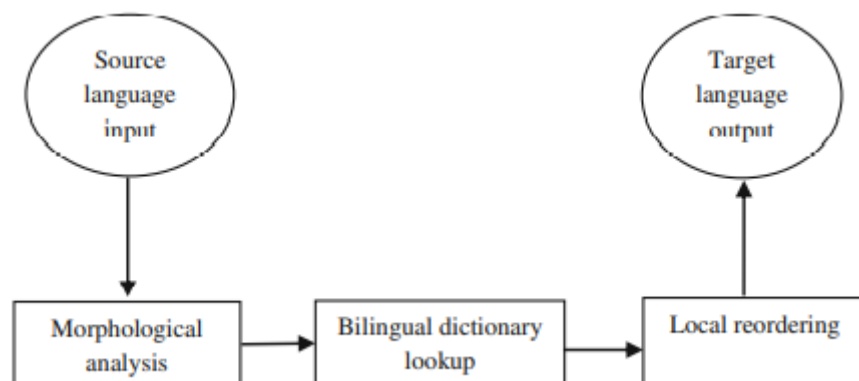 Source
language
input
Target
language
output
Morphological
analysis
Bilingual dictionary
lookup
Local reordering